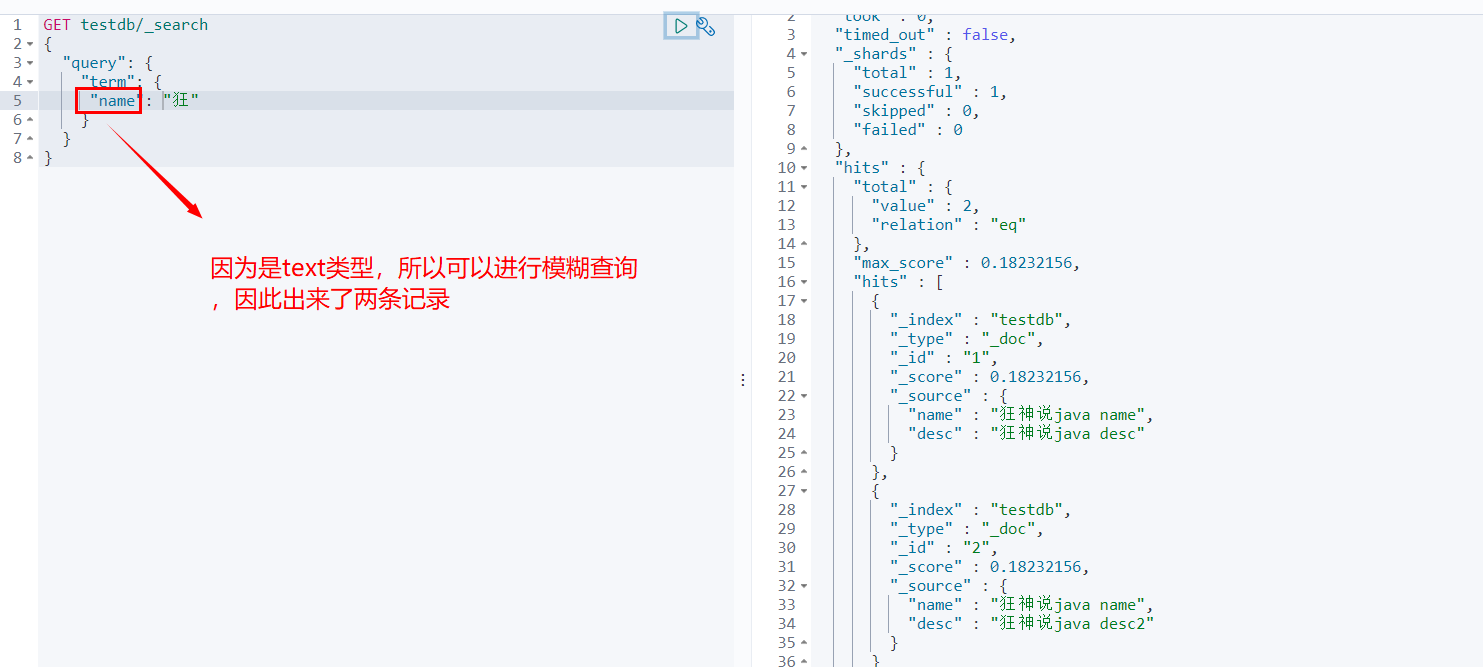 1 GET testdb/_search
2 {
3 "query": {
4 "term": {
5 "name": "狂"
6 }
7 }
8 }
因为是text类型，所以可以进行模糊查询
，因此出来了两条记录
2 "took" : 0,
3 "timed_out" : false,
4 "_shards" : {
5 "total" : 1,
6 "successful" : 1,
7 "skipped" : 0,
8 "failed" : 0
9 },
10 "hits" : {
11 "total" : {
12 "value" : 2,
13 "relation" : "eq"
14 },
15 "max_score" : 0.18232156,
16 "hits" : [
17 {
18 "_index" : "testdb",
19 "_type" : "_doc",
20 "_id" : "1",
21 "_score" : 0.18232156,
22 "_source" : {
23 "name" : "狂神说java name",
24 "desc" : "狂神说java desc"
25 }
26 },
27 {
28 "_index" : "testdb",
29 "_type" : "_doc",
30 "_id" : "2",
31 "_score" : 0.18232156,
32 "_source" : {
33 "name" : "狂神说java name",
34 "desc" : "狂神说java desc2"
35 }
36 }